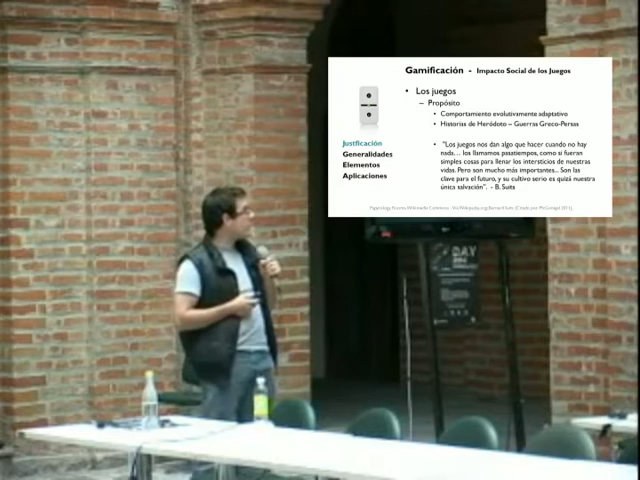 Gamificación - Impacto Social de los Juegos
• Los juegos
– Propósito
• Comportamiento evolutivamente adaptativo
• Historias de Heródoto – Guerras Greco-Persas
Justificación
Generalidades
Elementos
Aplicaciones
• "Los juegos nos dan algo que hacer cuando no hay
nada... los llamamos pasatiempos, como si fueran
simples cosas para llenar los intersticios de nuestras
vidas. Pero son mucho más importantes... Son las
clave para el futuro, y su cultivo serio es quizá nuestra
única salvación". - B. Suits
DAY